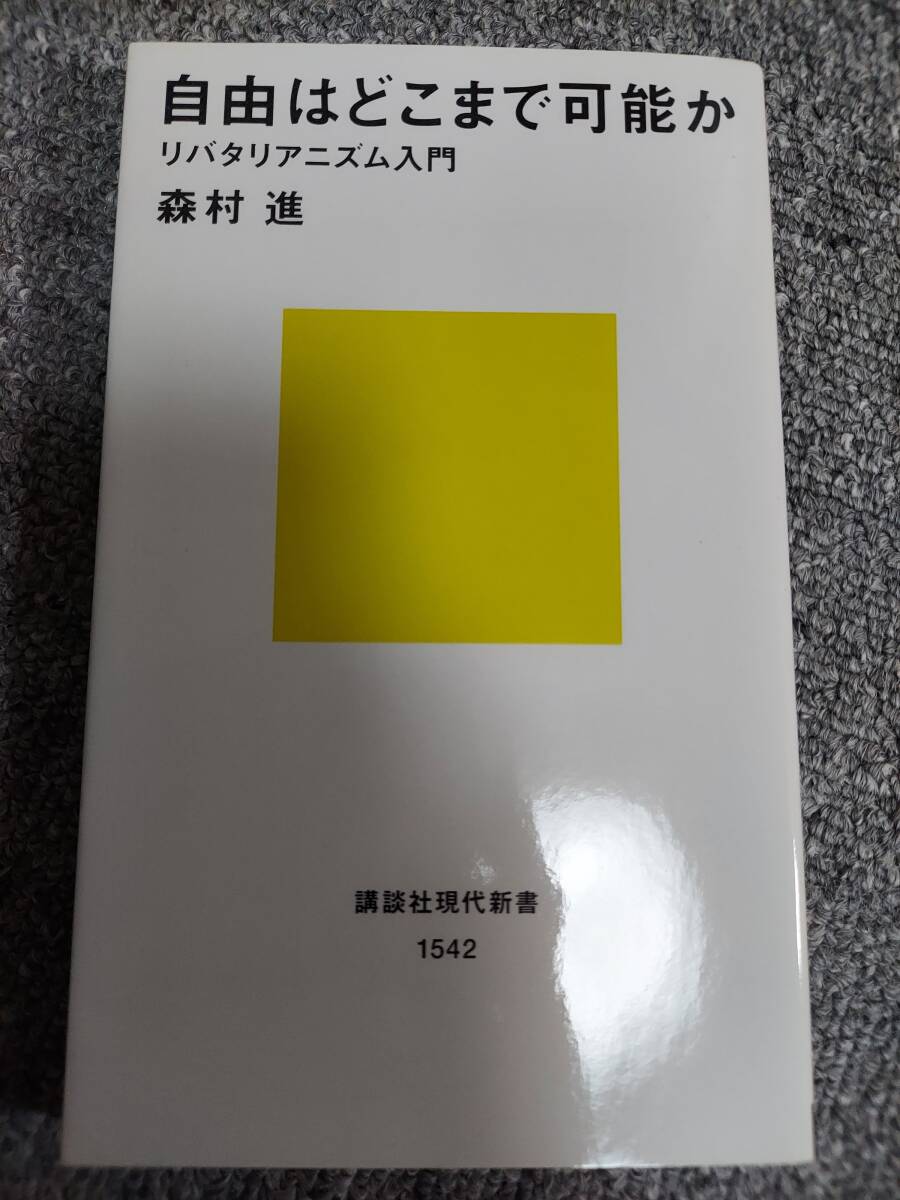 自由はどこまで可能か
リバタリアニズム入門
森村 進
講談社現代新書
1542